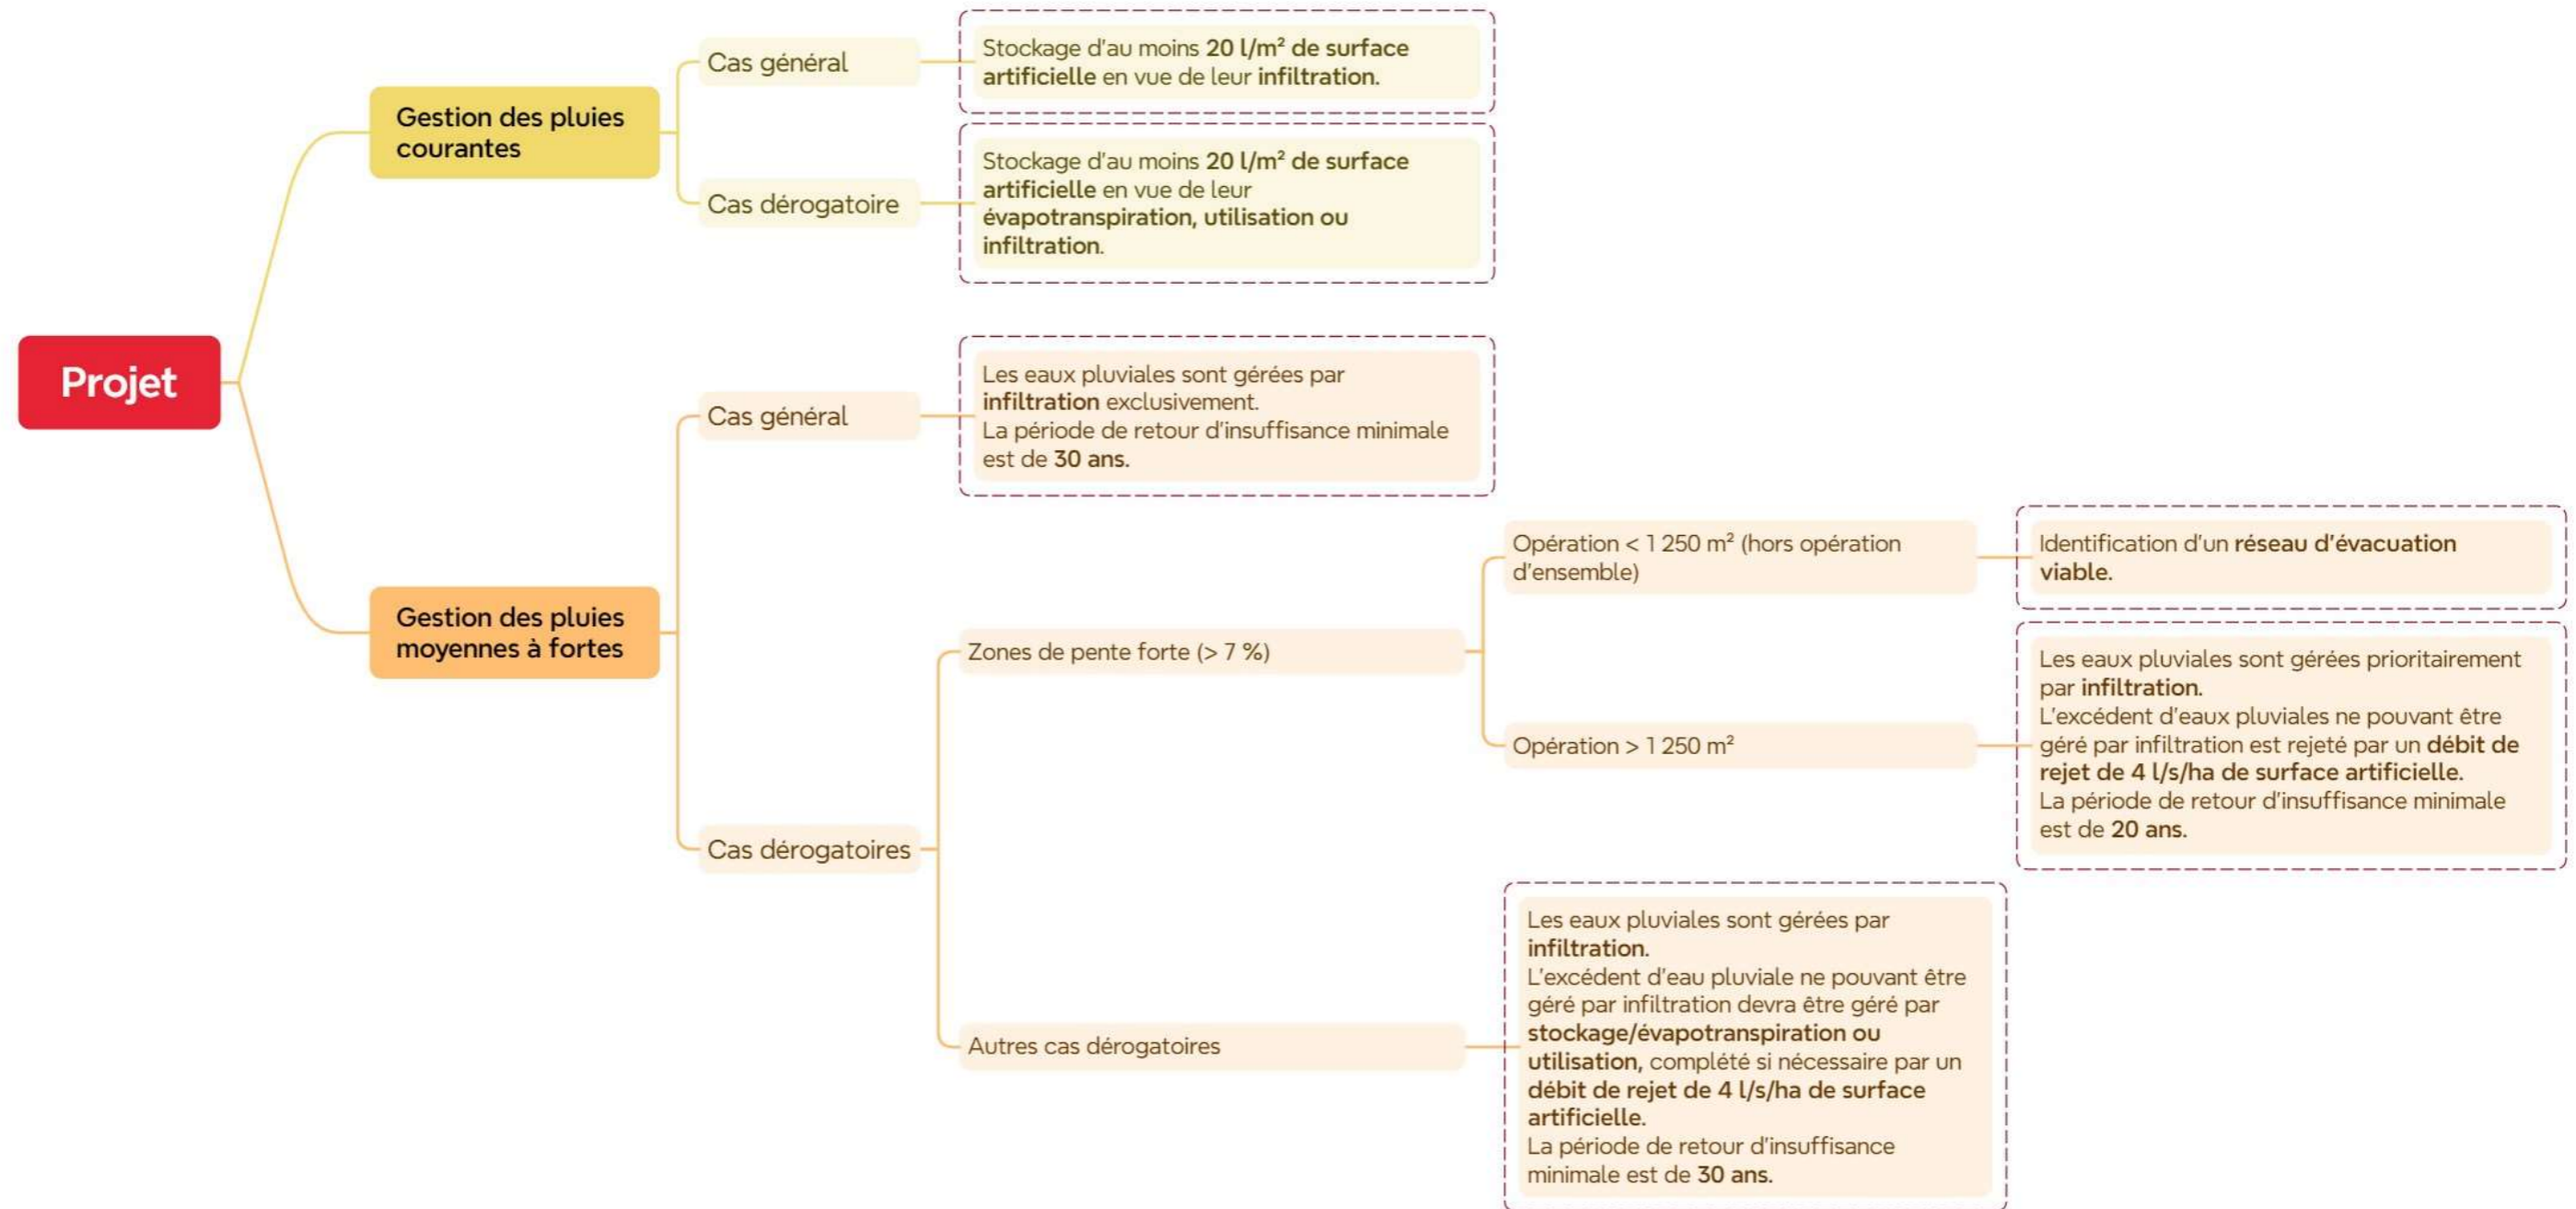 Projet
Gestion des pluies
courantes
Cas général
Stockage d'au moins 20 l/m² de surface
artificielle en vue de leur infiltration.
Cas dérogatoire
Stockage d'au moins 20 l/m² de surface
artificielle en vue de leur
évapotranspiration, utilisation ou
infiltration.
Gestion des pluies
moyennes à fortes
Cas général
Les eaux pluviales sont gérées par
infiltration exclusivement.
La période de retour d'insuffisance minimale
est de 30 ans.
Cas dérogatoires
Zones de pente forte (> 7 %)
Opération < 1 250 m² (hors opération
d'ensemble)
Identification d'un réseau d'évacuation
viable.
Opération > 1 250 m²
Les eaux pluviales sont gérées prioritairement
par infiltration.
L'excédent d'eaux pluviales ne pouvant être
géré par infiltration est rejeté par un débit de
rejet de 4 l/s/ha de surface artificielle.
La période de retour d'insuffisance minimale
est de 20 ans.
Autres cas dérogatoires
Les eaux pluviales sont gérées par
infiltration.
L'excédent d'eau pluviale ne pouvant être
géré par infiltration devra être géré par
stockage/évapotranspiration ou
utilisation, complété si nécessaire par un
débit de rejet de 4 l/s/ha de surface
artificielle.
La période de retour d'insuffisance
minimale est de 30 ans.